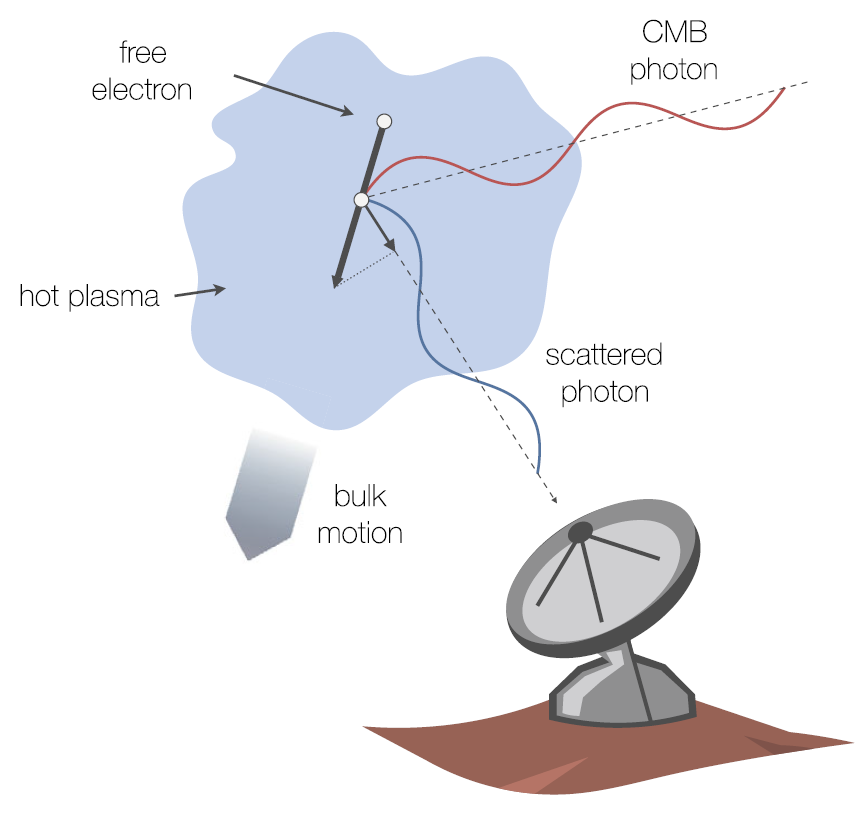 free
electron
CMB
photon
hot plasma
scattered
photon
bulk
motion